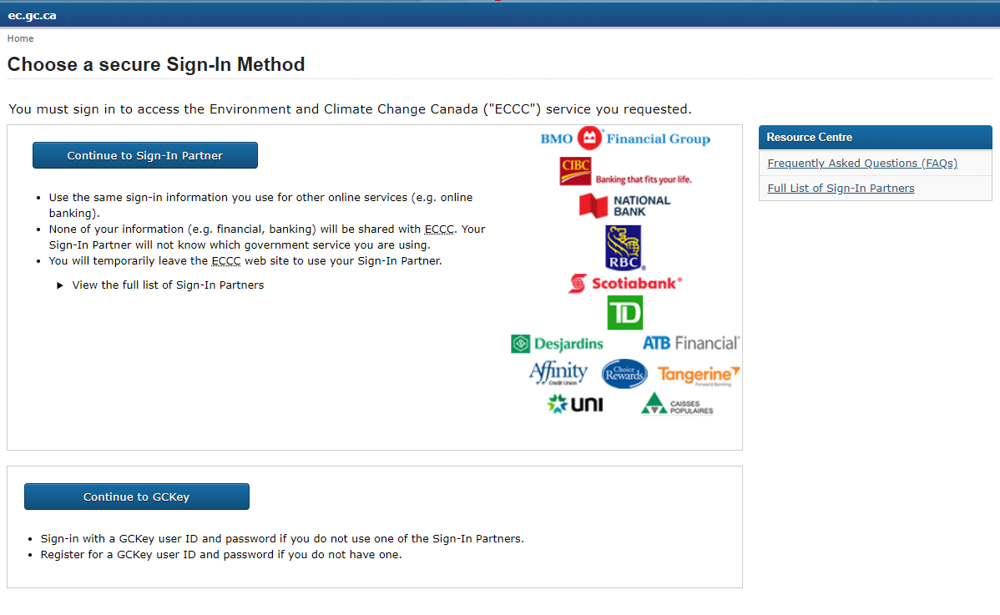 ec.gc.ca
Home
Choose a secure Sign-In Method
You must sign in to access the Environment and Climate Change Canada ("ECCC") service you requested.
Continue to Sign-In Partner
• Use the same sign-in information you use for other online services (e.g. online
banking).
• None of your information (e.g. financial, banking) will be shared with ECCC. Your
Sign-In Partner will not know which government service you are using.
• You will temporarily leave the ECCC web site to use your Sign-In Partner.
View the full list of Sign-In Partners
BMO Financial Group
CIBC Banking that fits your life.
NATIONAL
BANK
RBC®
Scotiabank®
TD
Desjardins ATB Financial®
Affinity Credit Union Choice Rewards Tangerine Forward Banking
UNI CAISSES
POPULAIRES
Resource Centre
Frequently Asked Questions (FAQs)
Full List of Sign-In Partners
Continue to GCKey
• Sign-in with a GCKey user ID and password if you do not use one of the Sign-In Partners.
• Register for a GCKey user ID and password if you do not have one.